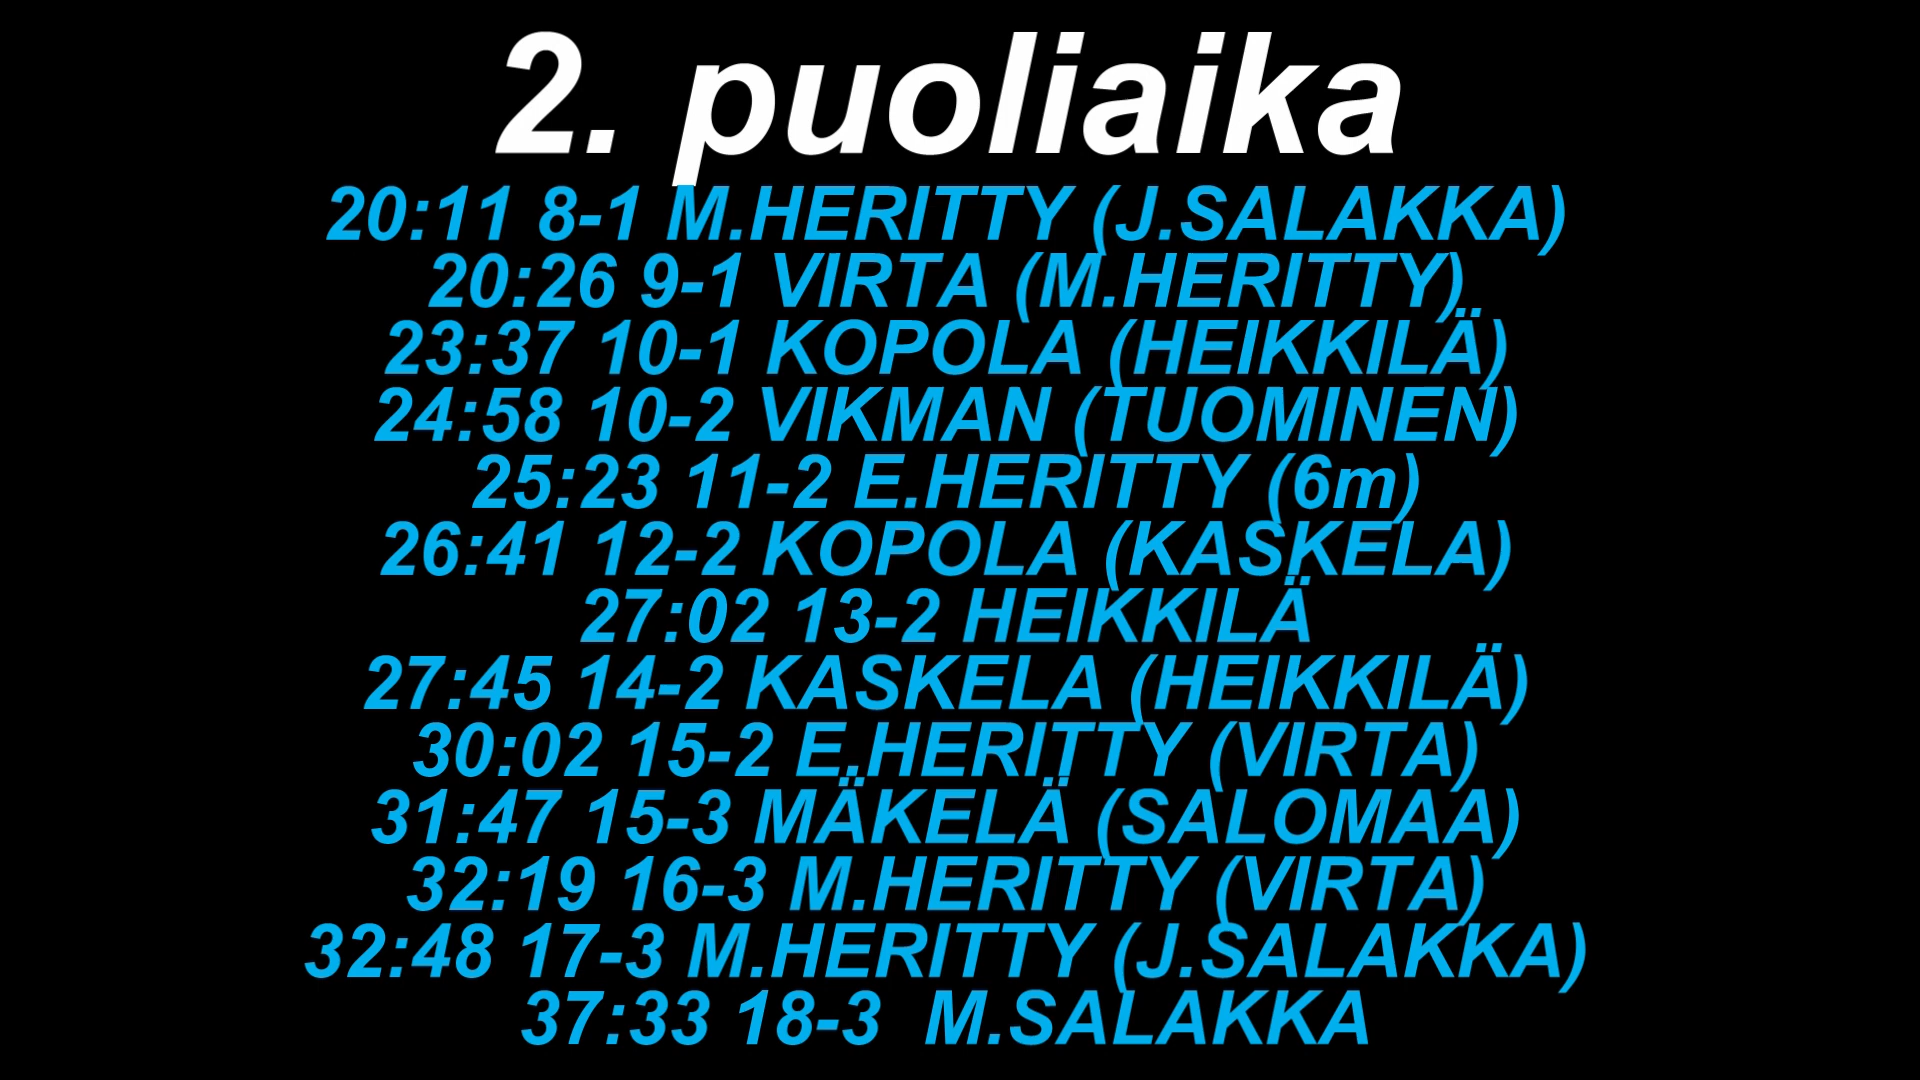 2. puoliaika
20:11 8-1 M.HERITTY (J.SALAKKA)
20:26 9-1 VIRTA (M.HERITTY)
23:37 10-1 KOPOLA (HEIKKILÄ)
24:58 10-2 VIKMAN (TUOMINEN)
25:23 11-2 E.HERITTY (6m)
26:41 12-2 KOPOLA (KASKELA)
27:02 13-2 HEIKKILÄ
27:45 14-2 KASKELA (HEIKKILÄ)
30:02 15-2 E.HERITTY (VIRTA)
31:47 15-3 MÄKELÄ (SALOMAA)
32:19 16-3 M.HERITTY (VIRTA)
32:48 17-3 M.HERITTY (J.SALAKKA)
37:33 18-3  M.SALAKKA